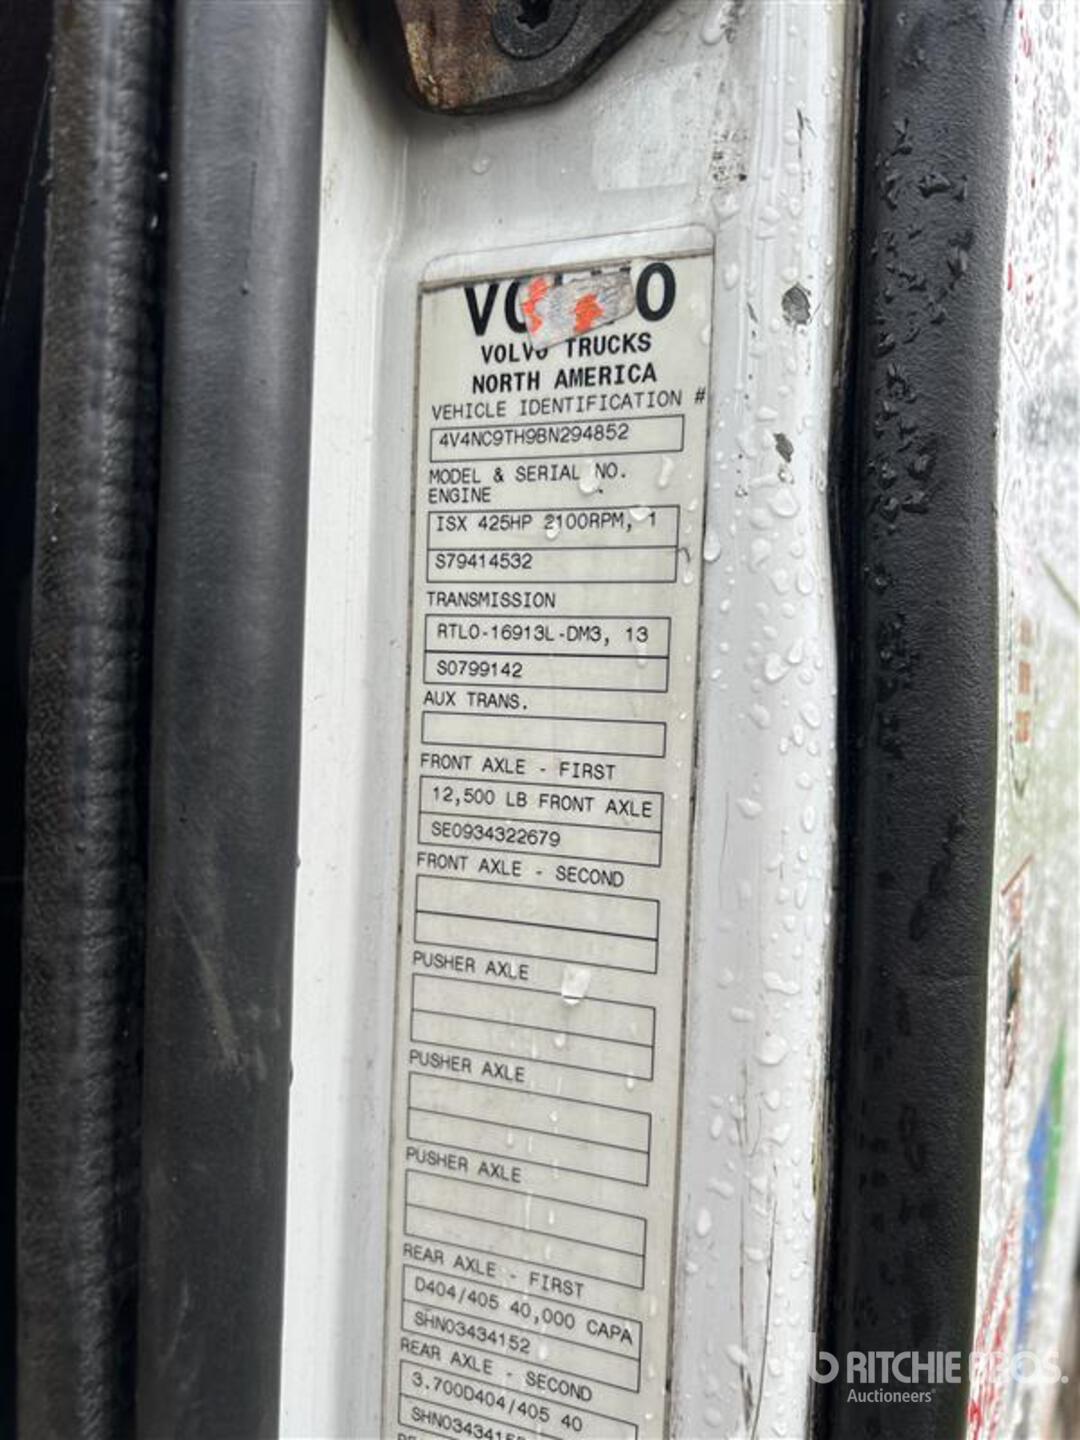 VOLVO
VOLVO TRUCKS
NORTH AMERICA
VEHICLE IDENTIFICATION #
4V4NC9TH9BN294852
MODEL & SERIAL NO.
ENGINE
ISX 425HP 2100RPM, 1
S79414532
TRANSMISSION
RTLO-16913L-DM3, 13
S0799142
AUX TRANS.
FRONT AXLE - FIRST
12,500 LB FRONT AXLE
SE0934322679
FRONT AXLE - SECOND
PUSHER AXLE
PUSHER AXLE
PUSHER AXLE
REAR AXLE - FIRST
D404/405 40,000 CAPA
SHN03434152
REAR AXLE - SECOND
3.700D404/405 40
RITCHIE BROS.
Auctioneers